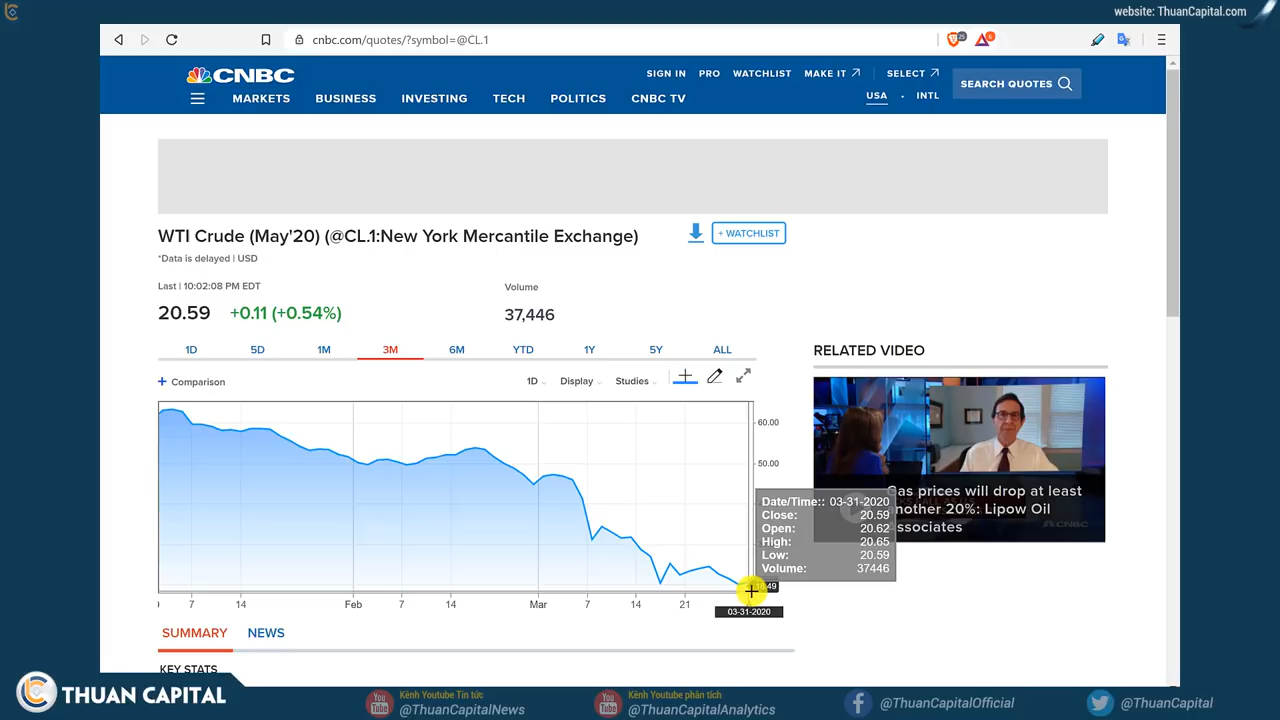 website: ThuanCapital.com
cnbc.com/quotes/?symbol=@CL.1
CNBC
SIGN IN PRO WATCHLIST MAKE IT SELECT
USA INTL
SEARCH QUOTES
MARKETS BUSINESS INVESTING TECH POLITICS CNBC TV
WTI Crude (May'20) (@CL.1:New York Mercantile Exchange)
+ WATCHLIST
*Data is delayed | USD
Last | 10:02:08 PM EDT
Volume
20.59 +0.11 (+0.54%)
37,446
1D 5D 1M 3M 6M YTD 1Y 5Y ALL
+ Comparison
1D Display Studies
60.00
50.00
Date/Time:: 03-31-2020
Close: 20.59
Open: 20.62
High: 20.65
Low: 20.59
Volume: 37446
7 14 Feb 7 14 Mar 7 14 21
03-31-2020
RELATED VIDEO
Gas prices will drop at least
another 20%: Lipow Oil
Associates
CNBC
SUMMARY NEWS
KEY STATS
THUAN CAPITAL
You Tube
Kênh Youtube Tin tức
@ThuanCapitalNews
You Tube
Kênh Youtube phân tích
@ThuanCapitalAnalytics
@ThuanCapitalOfficial
@ThuanCapital